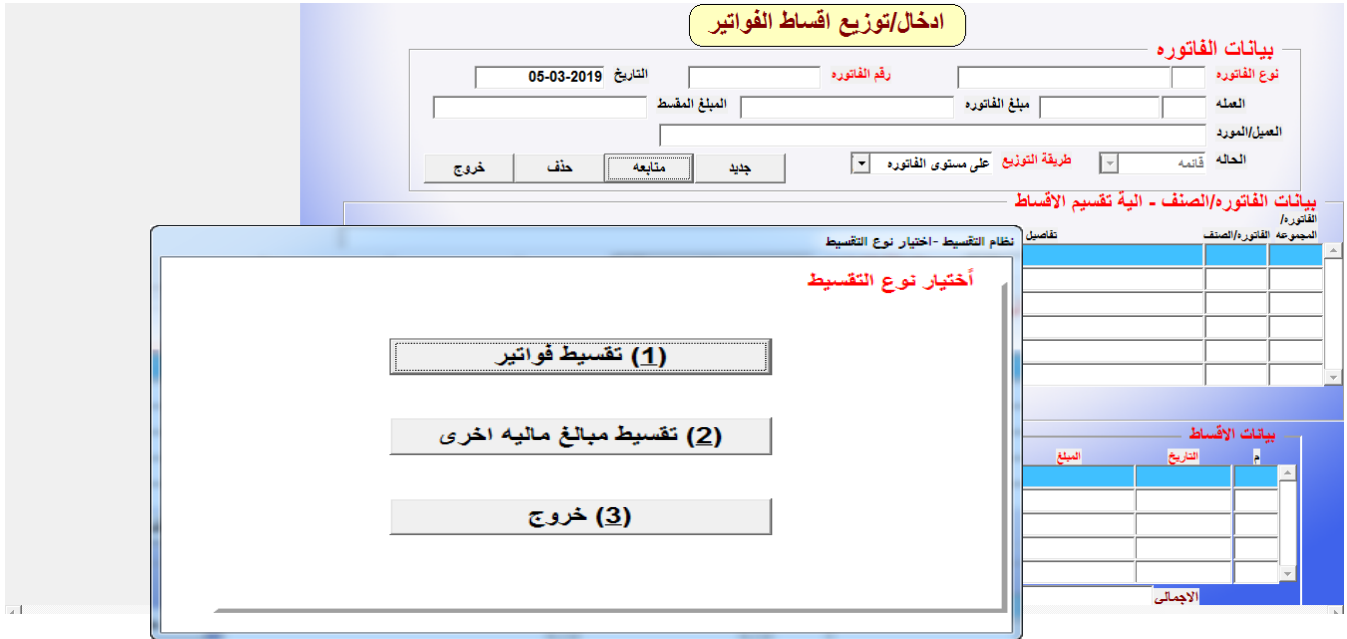 ادخال/توزيع اقساط الفواتير
بيانات الفاتوره
نوع الفاتوره رقم الفاتوره التاريخ 05-03-2019
العمله مبلغ الفاتوره المبلغ المقسط
العميل/المورد
الحاله قائمه طريقة التوزيع على مستوى الفاتوره جديد متابعه حذف خروج
بيانات الفاتوره/الصنف - الية تقسيم الاقساط
الفاتوره/
المجموعه الفاتوره/الصنف تفاصيل
نظام التقسيط -اختيار نوع التقسيط
أختيار نوع التقسيط
(1) تقسيط فواتير
(2) تقسيط مبالغ ماليه اخرى
(3) خروج
بيانات الاقساط
م التاريخ المبلغ
الاجمالى